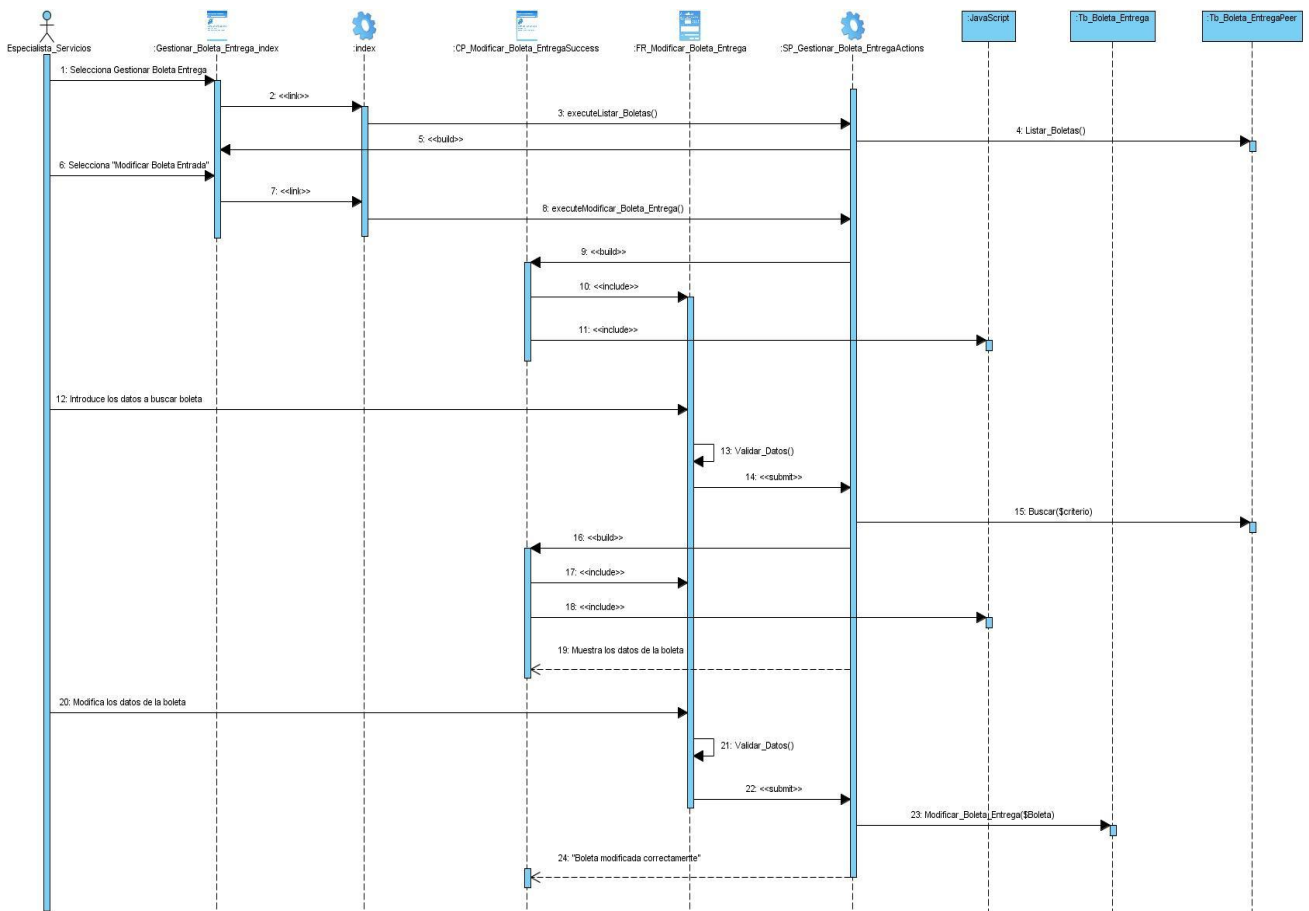 Especialista_Servicios
:Gestionar_Boleta_Entrega_index
:index
:CP_Modificar_Boleta_EntregaSuccess
:FR_Modificar_Boleta_Entrega
:SP_Gestionar_Boleta_EntregaActions
:JavaScript
:Tb_Boleta_Entrega
:Tb_Boleta_EntregaPeer
1: Selecciona Gestionar Boleta Entrega
2: <<link>>
3: executeListar_Boletas()
4: Listar_Boletas()
5: <<build>>
6: Selecciona "Modificar Boleta Entrada"
7: <<link>>
8: executeModificar_Boleta_Entrega()
9: <<build>>
10: <<include>>
11: <<include>>
12: Introduce los datos a buscar boleta
13: Validar_Datos()
14: <<submit>>
15: Buscar($criterio)
16: <<build>>
17: <<include>>
18: <<include>>
19: Muestra los datos de la boleta
20: Modifica los datos de la boleta
21: Validar_Datos()
22: <<submit>>
23: Modificar_Boleta_Entrega($Boleta)
24: "Boleta modificada correctamente"